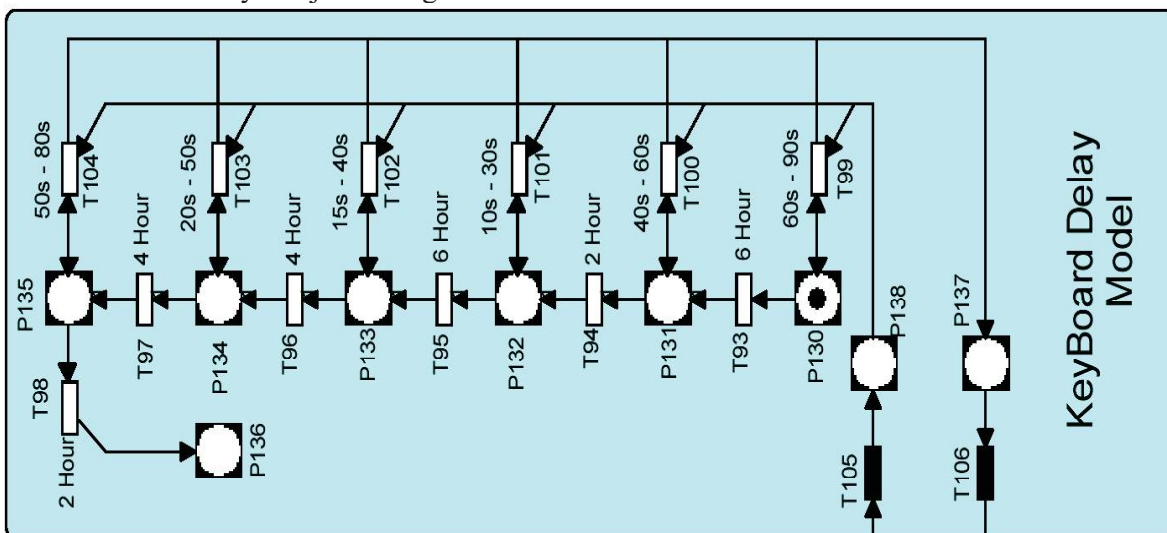 50s - 80s
T104
20s - 50s
T103
15s - 40s
T102
10s - 30s
T101
40s - 60s
T100
60s - 90s
T99
P135
4 Hour
T97
P134
4 Hour
T96
P133
6 Hour
T95
P132
2 Hour
T94
P131
6 Hour
T93
P130
P138
P137
T98
2 Hour
P136
T105
T106
KeyBoard Delay
Model